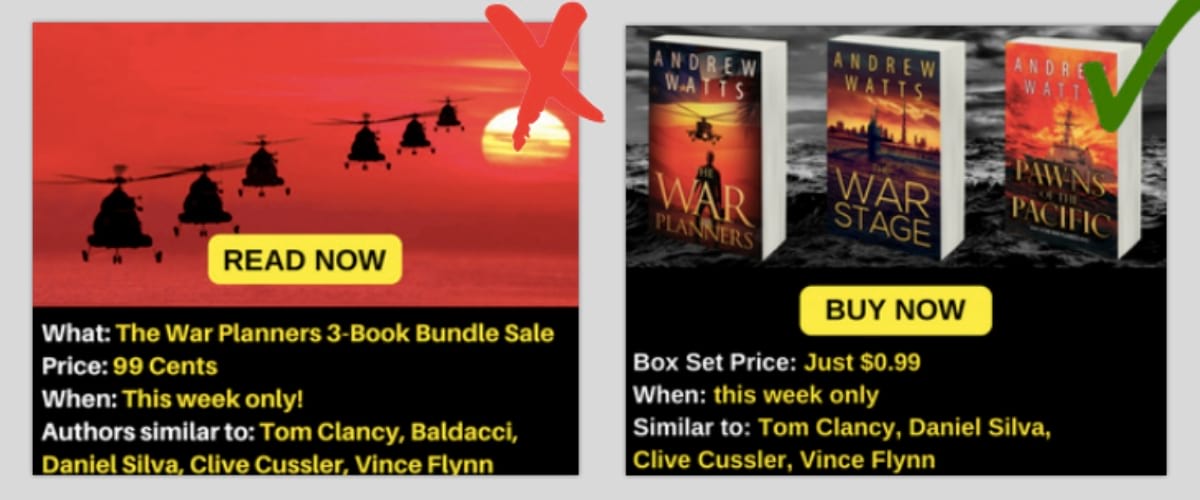 READ NOW
What: The War Planners 3-Book Bundle Sale
Price: 99 Cents
When: This week only!
Authors similar to: Tom Clancy, Baldacci,
Daniel Silva, Clive Cussler, Vince Flynn
ANDREW
WATTS
THE
WAR
PLANNERS
ANDREW
WATTS
THE
WAR
STAGE
ANDREW
WATTS
PAWNS
OF THE
PACIFIC
BUY NOW
Box Set Price: Just $0.99
When: this week only
Similar to: Tom Clancy, Daniel Silva,
Clive Cussler, Vince Flynn